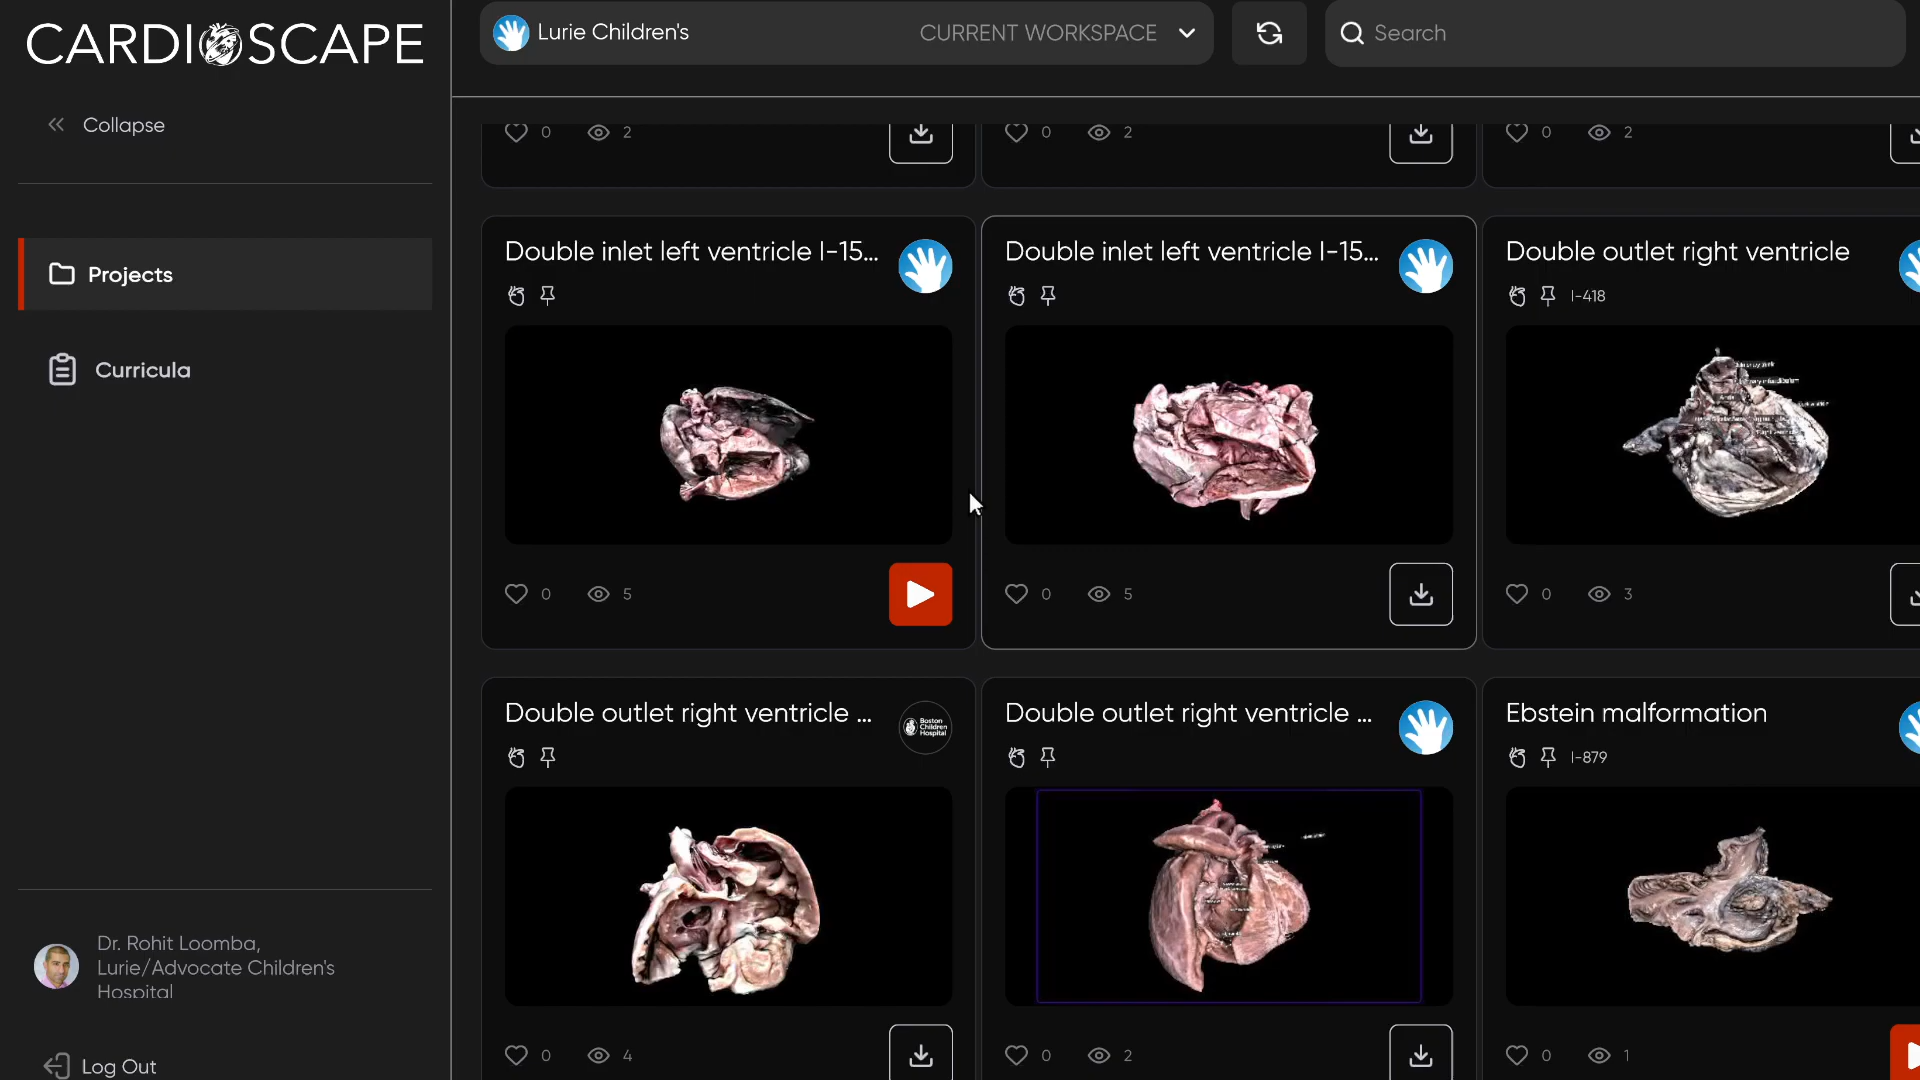 CARDIOSCAPE
Lurie Children's
CURRENT WORKSPACE
Search
Collapse
0 2
0 2
0 2
Projects
Curricula
Double inlet left ventricle I-15...
Double inlet left ventricle I-15...
Double outlet right ventricle
I-418
0 5
0 5
0 3
Double outlet right ventricle ...
Boston
Children
Hospital
Double outlet right ventricle ...
Ebstein malformation
I-879
0 4
0 2
0 1
Dr. Rohit Loomba,
Lurie/Advocate Children's
Hospital
Log Out